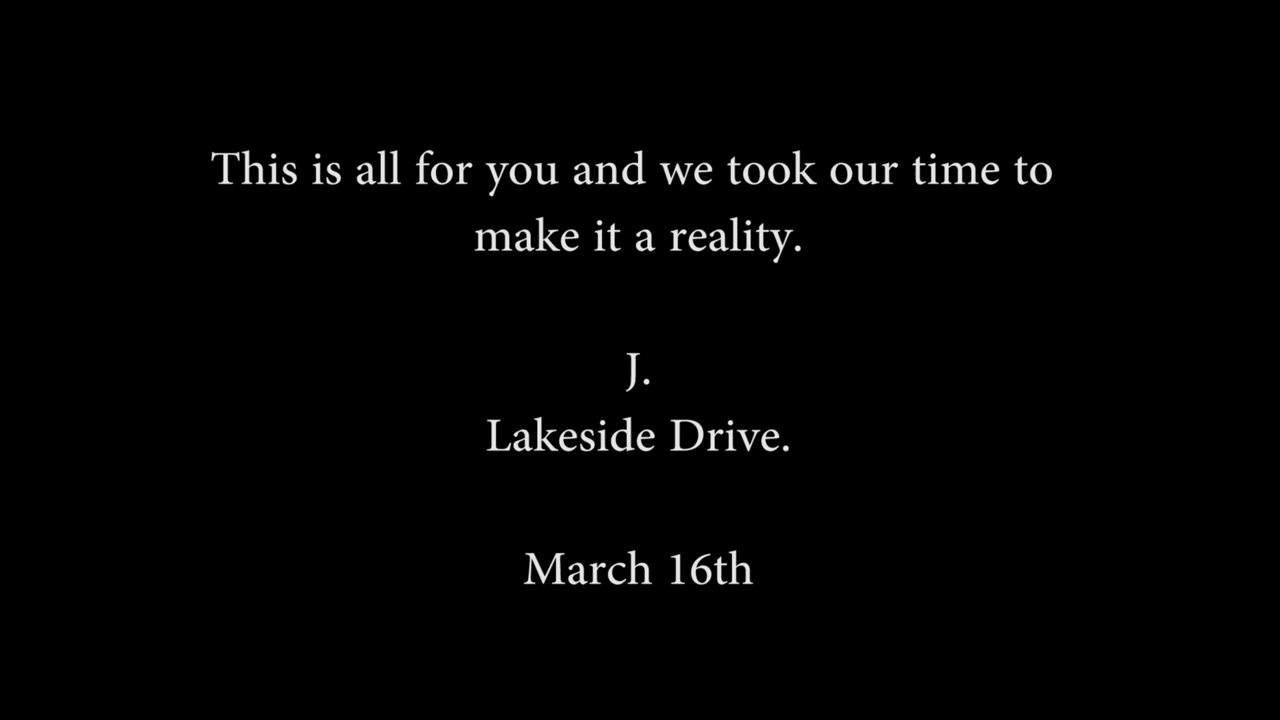 This is all for you and we took our time to
make it a reality.
J.
Lakeside Drive.
March 16th